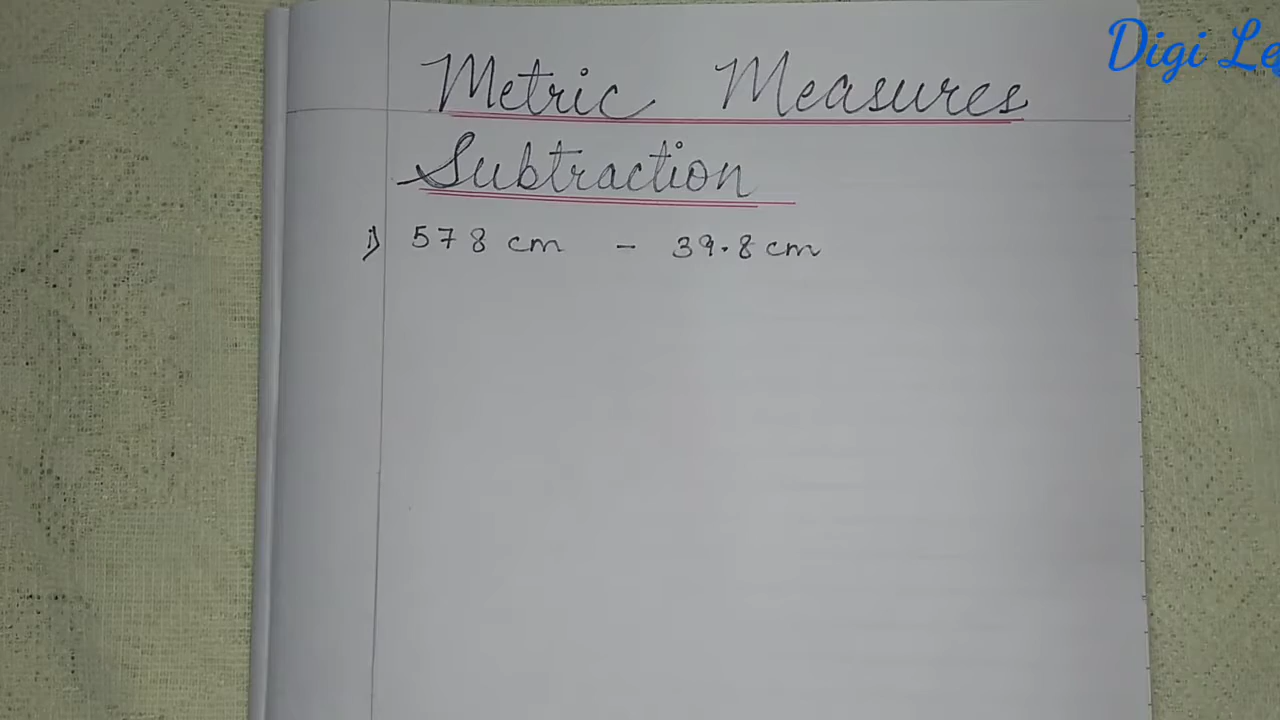 Digi Le
Metric Measures
Subtraction
1) 578 cm - 39.8 cm